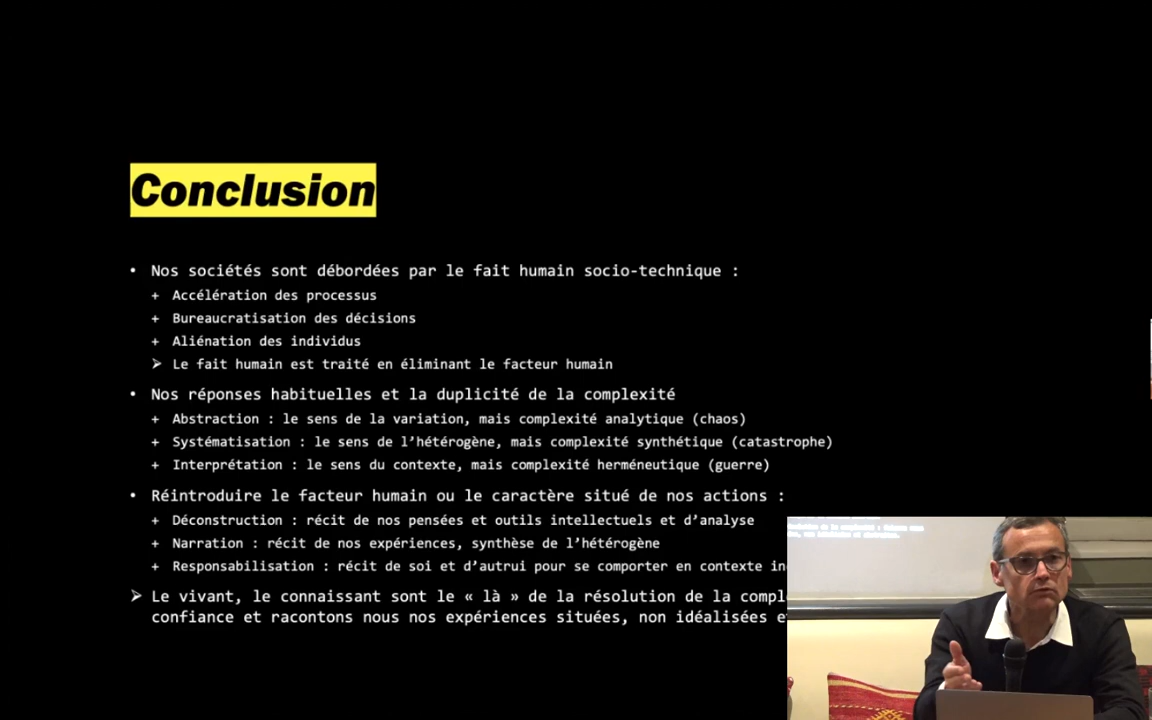 Conclusion
• Nos sociétés sont débordées par le fait humain socio-technique :
+ Accélération des processus
+ Bureaucratisation des décisions
+ Aliénation des individus
➢ Le fait humain est traité en éliminant le facteur humain
• Nos réponses habituelles et la duplicité de la complexité
+ Abstraction : le sens de la variation, mais complexité analytique (chaos)
+ Systématisation : le sens de l’hétérogène, mais complexité synthétique (catastrophe)
+ Interprétation : le sens du contexte, mais complexité herméneutique (guerre)
• Réintroduire le facteur humain ou le caractère situé de nos actions :
+ Déconstruction : récit de nos pensées et outils intellectuels et d’analyse
+ Narration : récit de nos expériences, synthèse de l’hétérogène
+ Responsabilisation : récit de soi et d’autrui pour se comporter en contexte
➢ Le vivant, le connaissant sont le « là » de la résolution de la
confiance et racontons nous nos expériences situées, non idéalisées